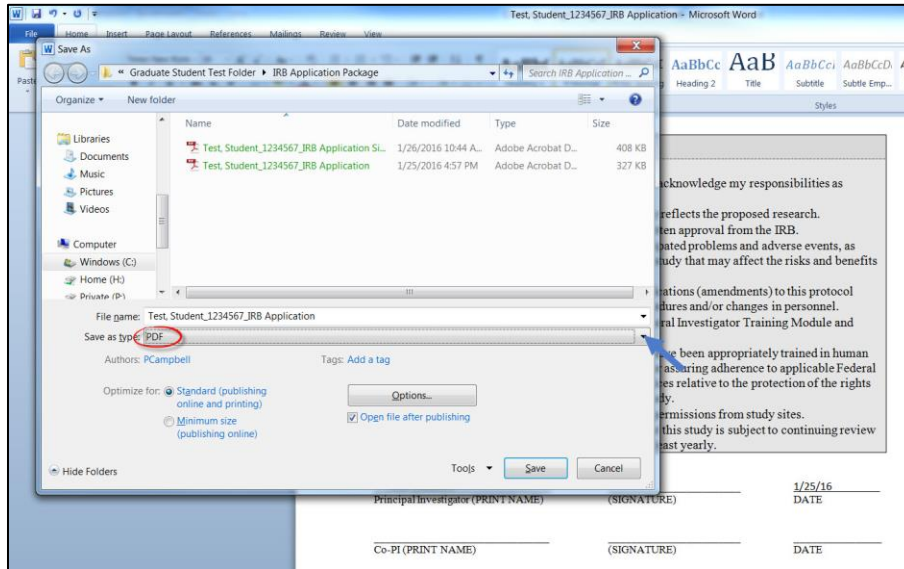 Test, Student_1234567_IRB Application - Microsoft Word
File Home Insert Page Layout References Mailings Review View
Save As
« Graduate Student Test Folder IRB Application Package Search IRB Application ...
Organize New folder
Name Date modified Type Size
Test, Student_1234567_IRB Application Si... 1/26/2016 10:44 A... Adobe Acrobat D... 408 KB
Test, Student_1234567_IRB Application 1/25/2016 4:57 PM Adobe Acrobat D... 327 KB
Libraries
Documents
Music
Pictures
Videos
Computer
Windows (C:)
Home (H:)
Private (P:)
File name: Test, Student_1234567_IRB Application
Save as type: PDF
Authors: PCampbell Tags: Add a tag
Optimize for: Standard (publishing online and printing)
Minimum size (publishing online)
Options...
Open file after publishing
Hide Folders Tools Save Cancel
AaBbCc AaB AaBbCcI AaBbCcDi
Heading 2 Title Subtitle Subtle Emp...
Styles
acknowledge my responsibilities as
reflects the proposed research.
ten approval from the IRB.
pated problems and adverse events, as
udy that may affect the risks and benefits
ations (amendments) to this protocol
dures and/or changes in personnel.
ral Investigator Training Module and
ve been appropriately trained in human
assuring adherence to applicable Federal
es relative to the protection of the rights
dy.
ermissions from study sites.
this study is subject to continuing review
east yearly.
1/25/16
Principal Investigator (PRINT NAME) (SIGNATURE) DATE
Co-PI (PRINT NAME) (SIGNATURE) DATE